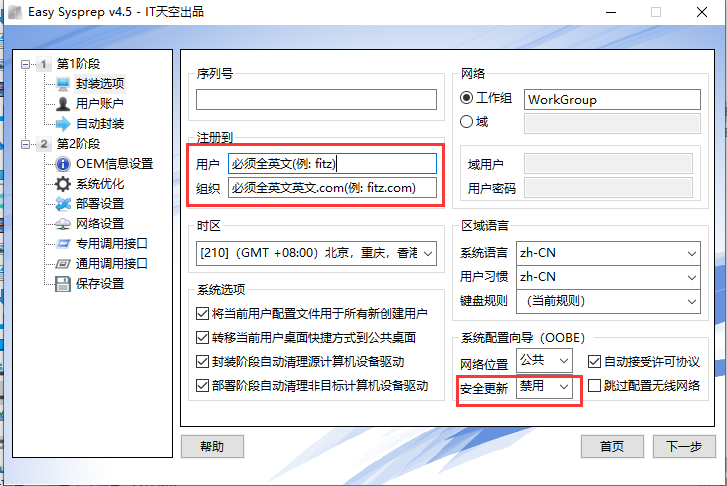 Easy Sysprep v4.5 - IT天空出品
1 第1阶段
封装选项
用户账户
自动封装
2 第2阶段
OEM信息设置
系统优化
部署设置
网络设置
专用调用接口
通用调用接口
保存设置
序列号
注册到
用户 必须全英文(例: fitz)
组织 必须全英文英文.com(例: fitz.com)
时区
[210]（GMT +08:00）北京，重庆，香港
系统选项
将当前用户配置文件用于所有新创建用户
转移当前用户桌面快捷方式到公共桌面
封装阶段自动清理源计算机设备驱动
部署阶段自动清理非目标计算机设备驱动
网络
工作组 WorkGroup
域
域用户
用户密码
区域语言
系统语言 zh-CN
用户习惯 zh-CN
键盘规则 （当前规则）
系统配置向导（OOBE）
网络位置 公共 自动接受许可协议
安全更新 禁用 跳过配置无线网络
帮助 首页 下一步